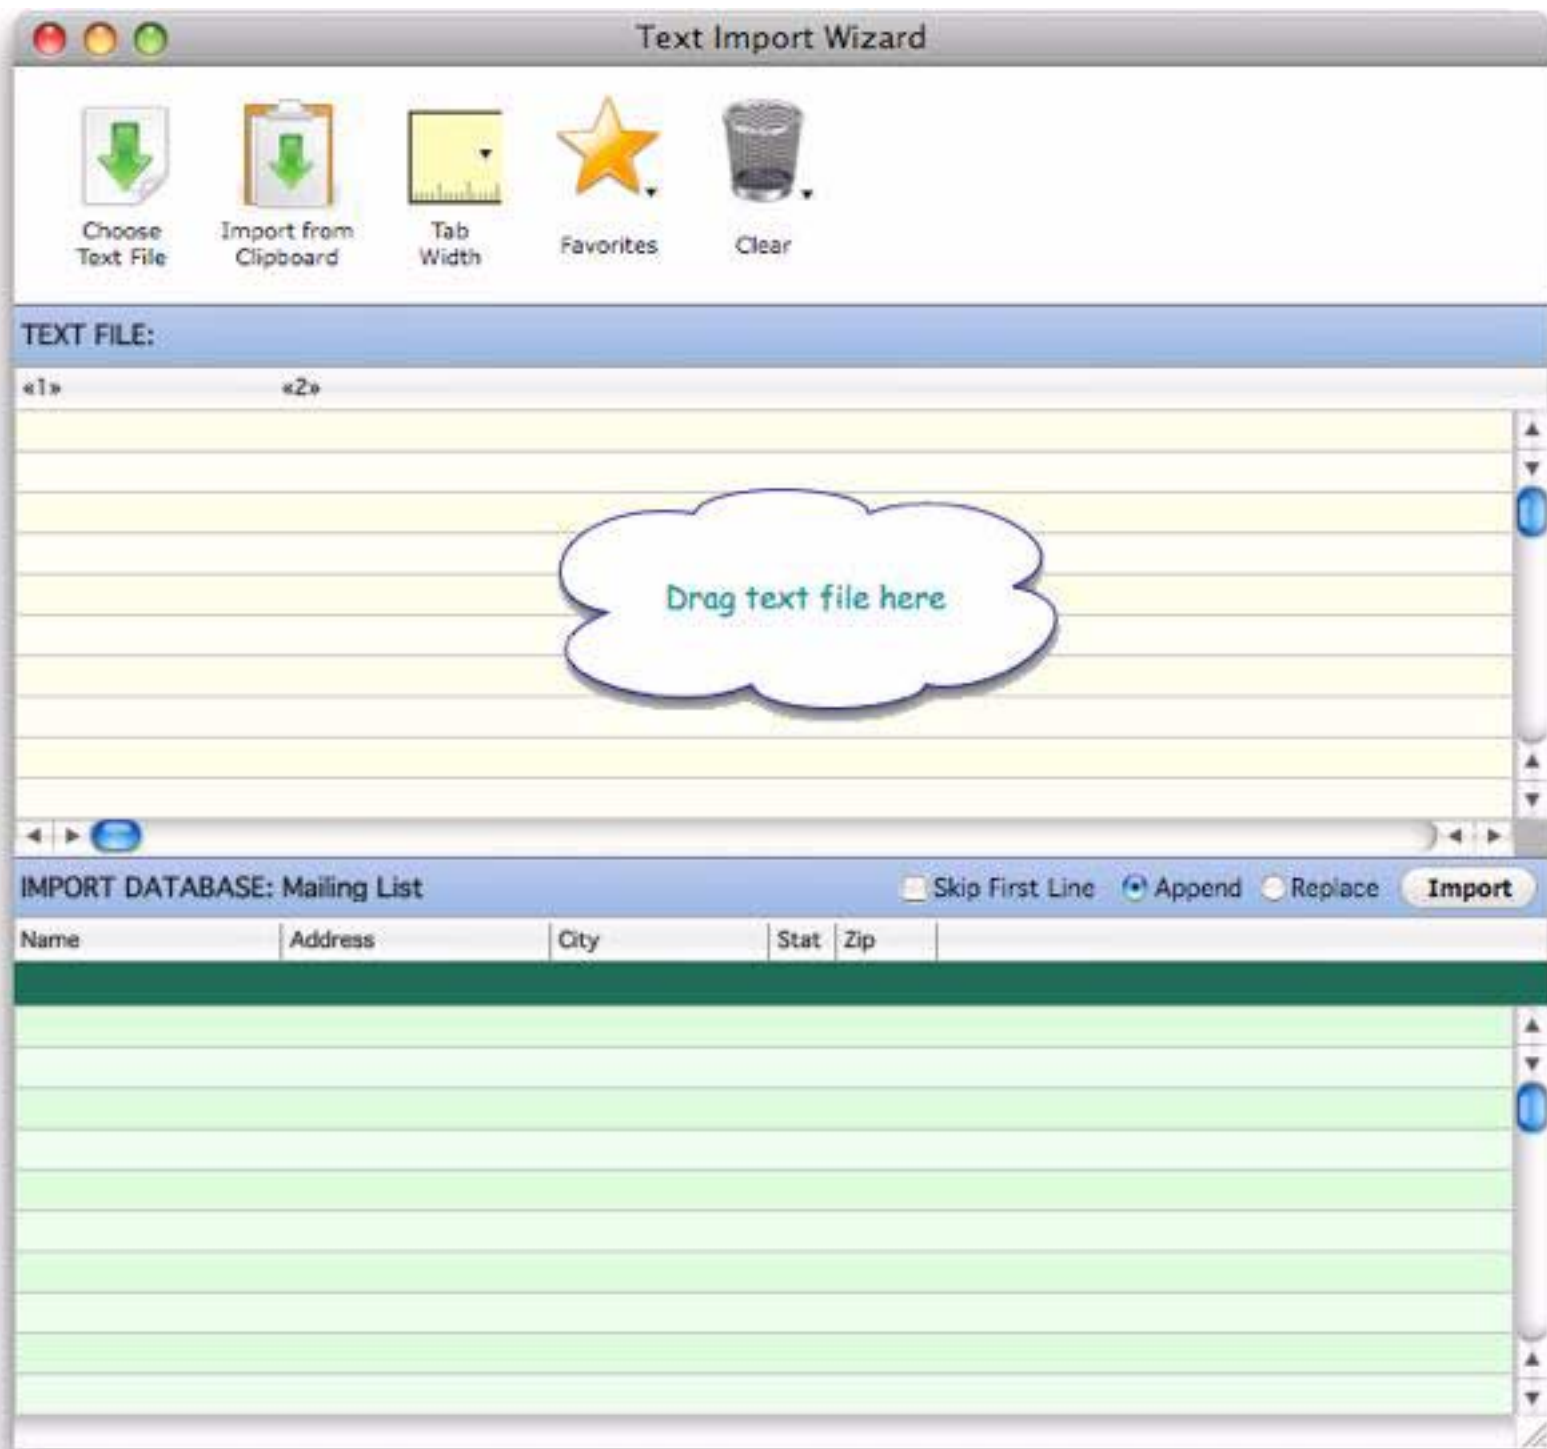 Text Import Wizard
Choose
Text File
Import from
Clipboard
Tab
Width
Favorites
Clear
TEXT FILE:
«1» «2»
Drag text file here
IMPORT DATABASE: Mailing List Skip First Line Append Replace Import
Name Address City Stat Zip